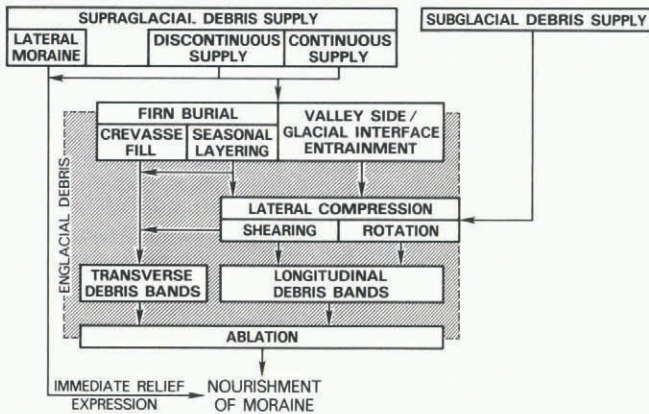 SUPRAGLACIAL DEBRIS SUPPLY
LATERAL
MORAINE
DISCONTINUOUS
SUPPLY
CONTINUOUS
SUPPLY
SUBGLACIAL DEBRIS SUPPLY
ENGLACIAL DEBRIS
FIRN BURIAL
CREVASSE
FILL
SEASONAL
LAYERING
VALLEY SIDE/
GLACIAL INTERFACE
ENTRAINMENT
LATERAL COMPRESSION
SHEARING
ROTATION
TRANSVERSE
DEBRIS BANDS
LONGITUDINAL
DEBRIS BANDS
ABLATION
IMMEDIATE RELIEF
EXPRESSION
NOURISHMENT
OF MORAINE